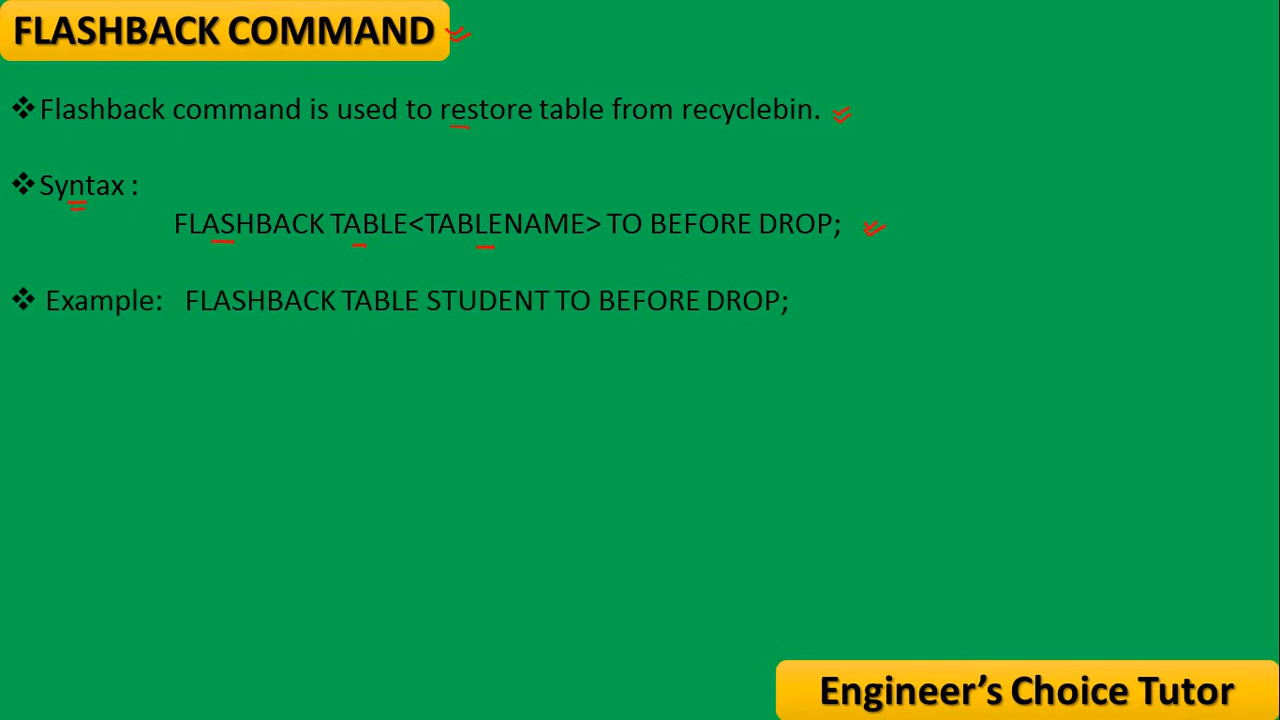 FLASHBACK COMMAND
❖Flashback command is used to restore table from recyclebin.
❖Syntax :
FLASHBACK TABLE<TABLENAME> TO BEFORE DROP;
❖ Example: FLASHBACK TABLE STUDENT TO BEFORE DROP;
Engineer’s Choice Tutor